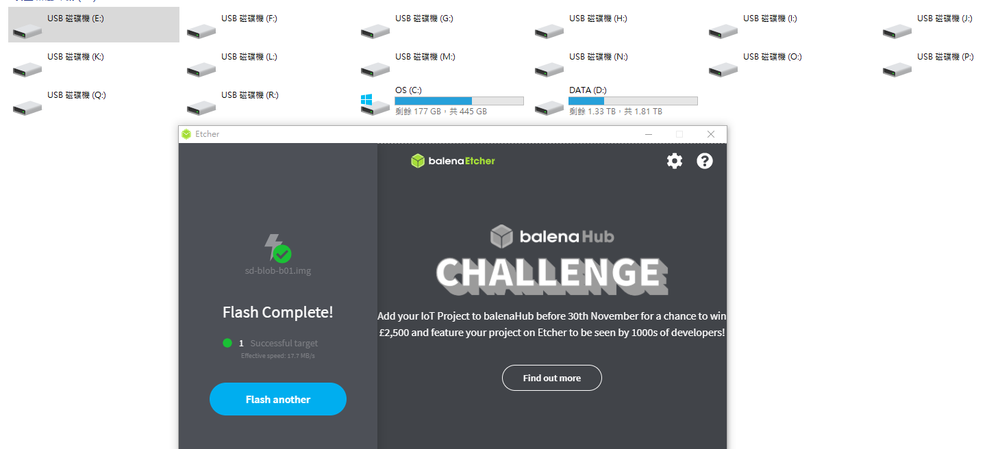 USB 磁碟機 (E:)
USB 磁碟機 (F:)
USB 磁碟機 (G:)
USB 磁碟機 (H:)
USB 磁碟機 (I:)
USB 磁碟機 (J:)
USB 磁碟機 (K:)
USB 磁碟機 (L:)
USB 磁碟機 (M:)
USB 磁碟機 (N:)
USB 磁碟機 (O:)
USB 磁碟機 (P:)
USB 磁碟機 (Q:)
USB 磁碟機 (R:)
OS (C:)
剩餘 177 GB，共 445 GB
DATA (D:)
剩餘 1.33 TB，共 1.81 TB
Etcher
balenaEtcher
sd-blob-b01.img
Flash Complete!
1 Successful target
Effective speed: 17.7 MB/s
Flash another
balenaHub
CHALLENGE
Add your IoT Project to balenaHub before 30th November for a chance to win
£2,500 and feature your project on Etcher to be seen by 1000s of developers!
Find out more